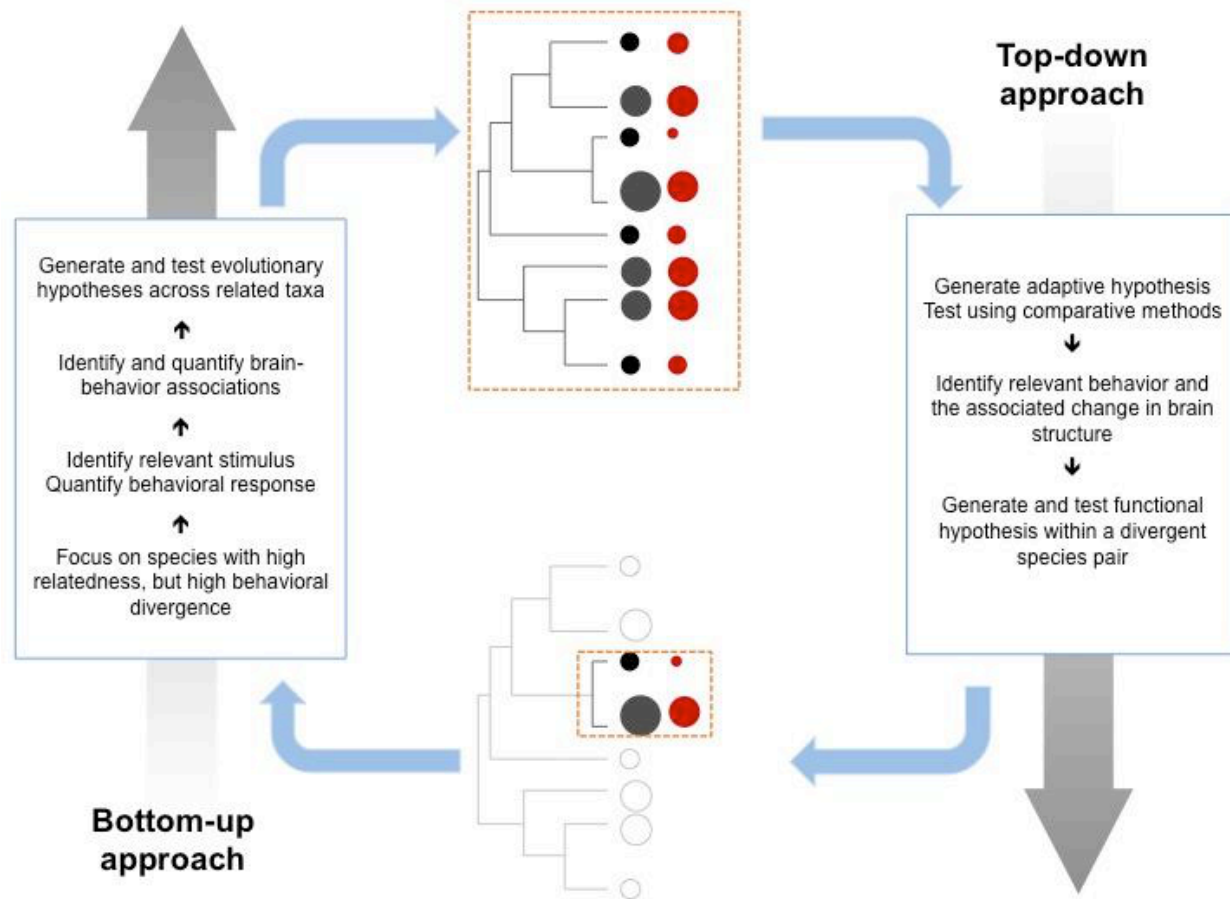 Top-down
approach
Generate and test evolutionary
hypotheses across related taxa
Identify and quantify brain-
behavior associations
Identify relevant stimulus
Quantify behavioral response
Focus on species with high
relatedness, but high behavioral
divergence
Generate adaptive hypothesis
Test using comparative methods
Identify relevant behavior and
the associated change in brain
structure
Generate and test functional
hypothesis within a divergent
species pair
Bottom-up
approach